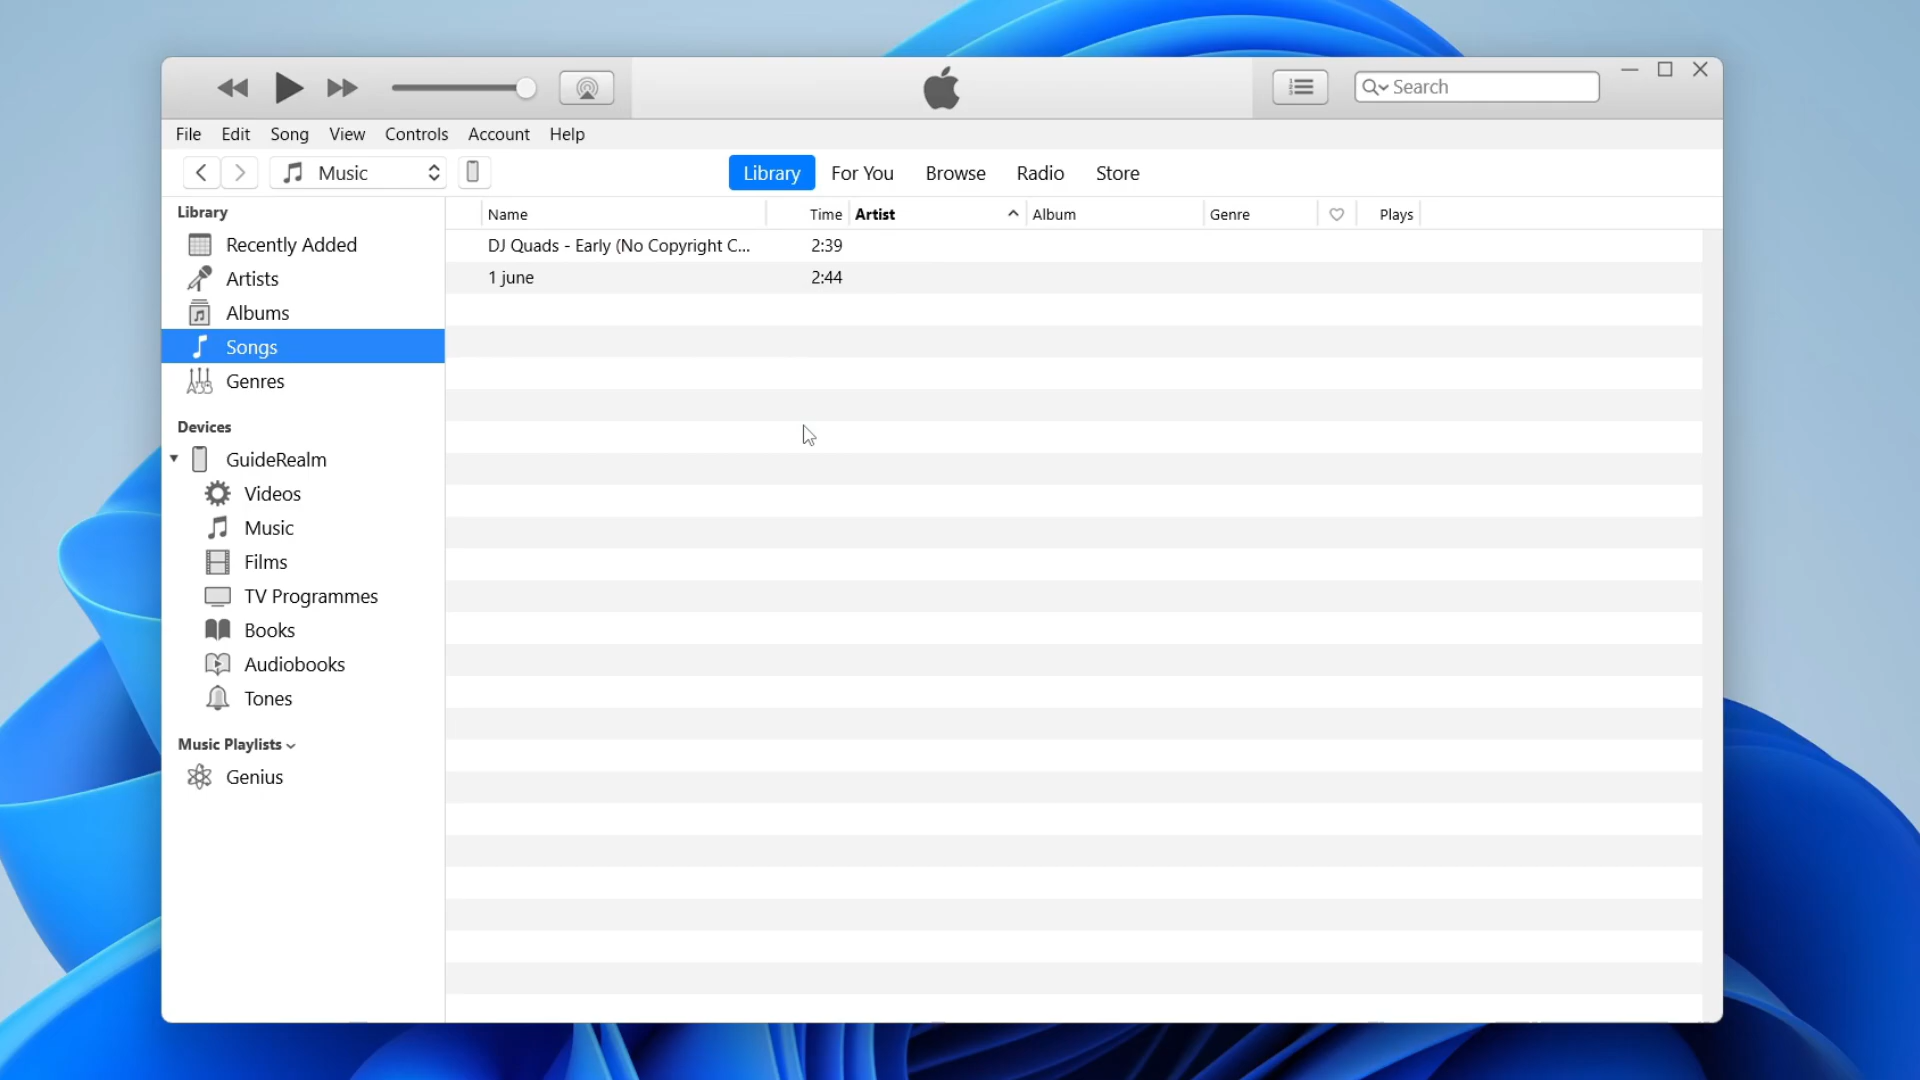 Search
File Edit Song View Controls Account Help
Music Library For You Browse Radio Store
Library
Recently Added
Artists
Albums
Songs
Genres
Devices
GuideRealm
Videos
Music
Films
TV Programmes
Books
Audiobooks
Tones
Music Playlists
Genius
Name Time Artist Album Genre Plays
DJ Quads - Early (No Copyright C... 2:39
1 june 2:44